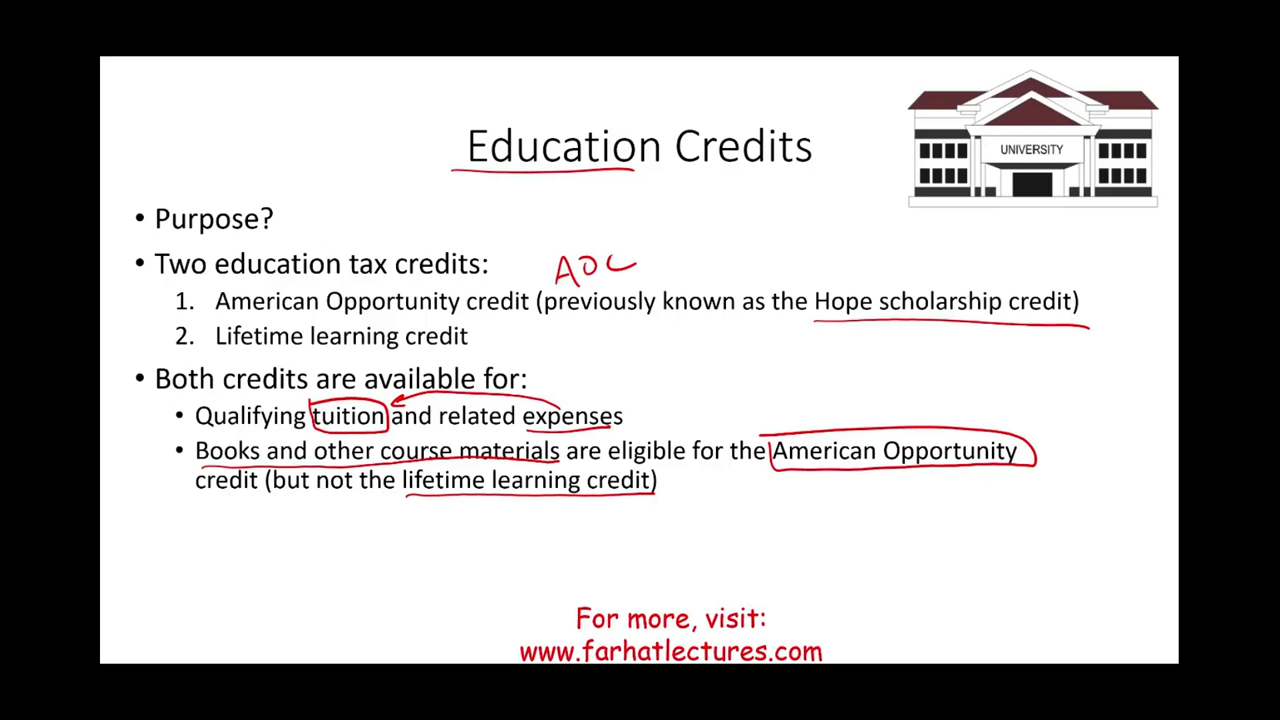 Education Credits
UNIVERSITY
• Purpose?
• Two education tax credits:
AOC
1. American Opportunity credit (previously known as the Hope scholarship credit)
2. Lifetime learning credit
• Both credits are available for:
• Qualifying tuition and related expenses
• Books and other course materials are eligible for the American Opportunity
credit (but not the lifetime learning credit)
For more, visit:
www.farhatlectures.com